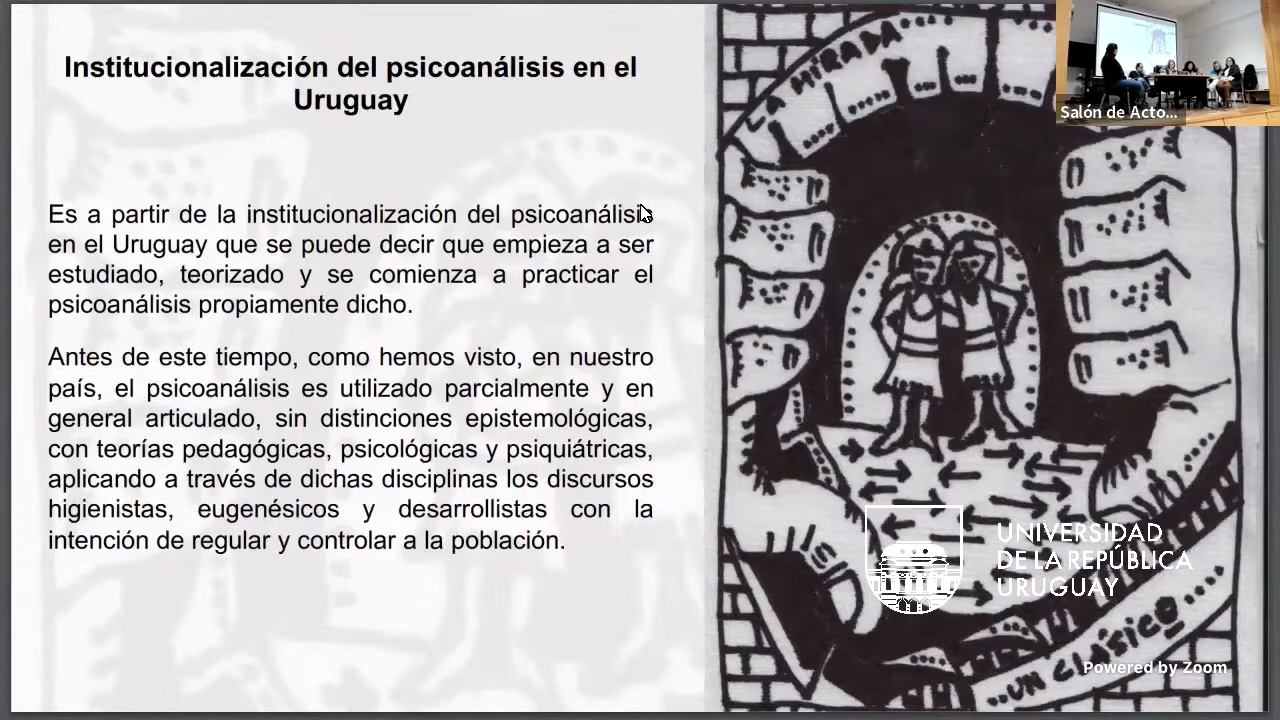 Institucionalización del psicoanálisis en el
Uruguay
Es a partir de la institucionalización del psicoanálisis
en el Uruguay que se puede decir que empieza a ser
estudiado, teorizado y se comienza a practicar el
psicoanálisis propiamente dicho.
Antes de este tiempo, como hemos visto, en nuestro
país, el psicoanálisis es utilizado parcialmente y en
general articulado, sin distinciones epistemológicas,
con teorías pedagógicas, psicológicas y psiquiátricas,
aplicando a través de dichas disciplinas los discursos
higienistas, eugenésicos y desarrollistas con la
intención de regular y controlar a la población.
LA MIRADA
Salón de Acto...
UNIVERSIDAD
DE LA REPÚBLICA
URUGUAY
..UN CLÁSICO....
Powered by Zoom